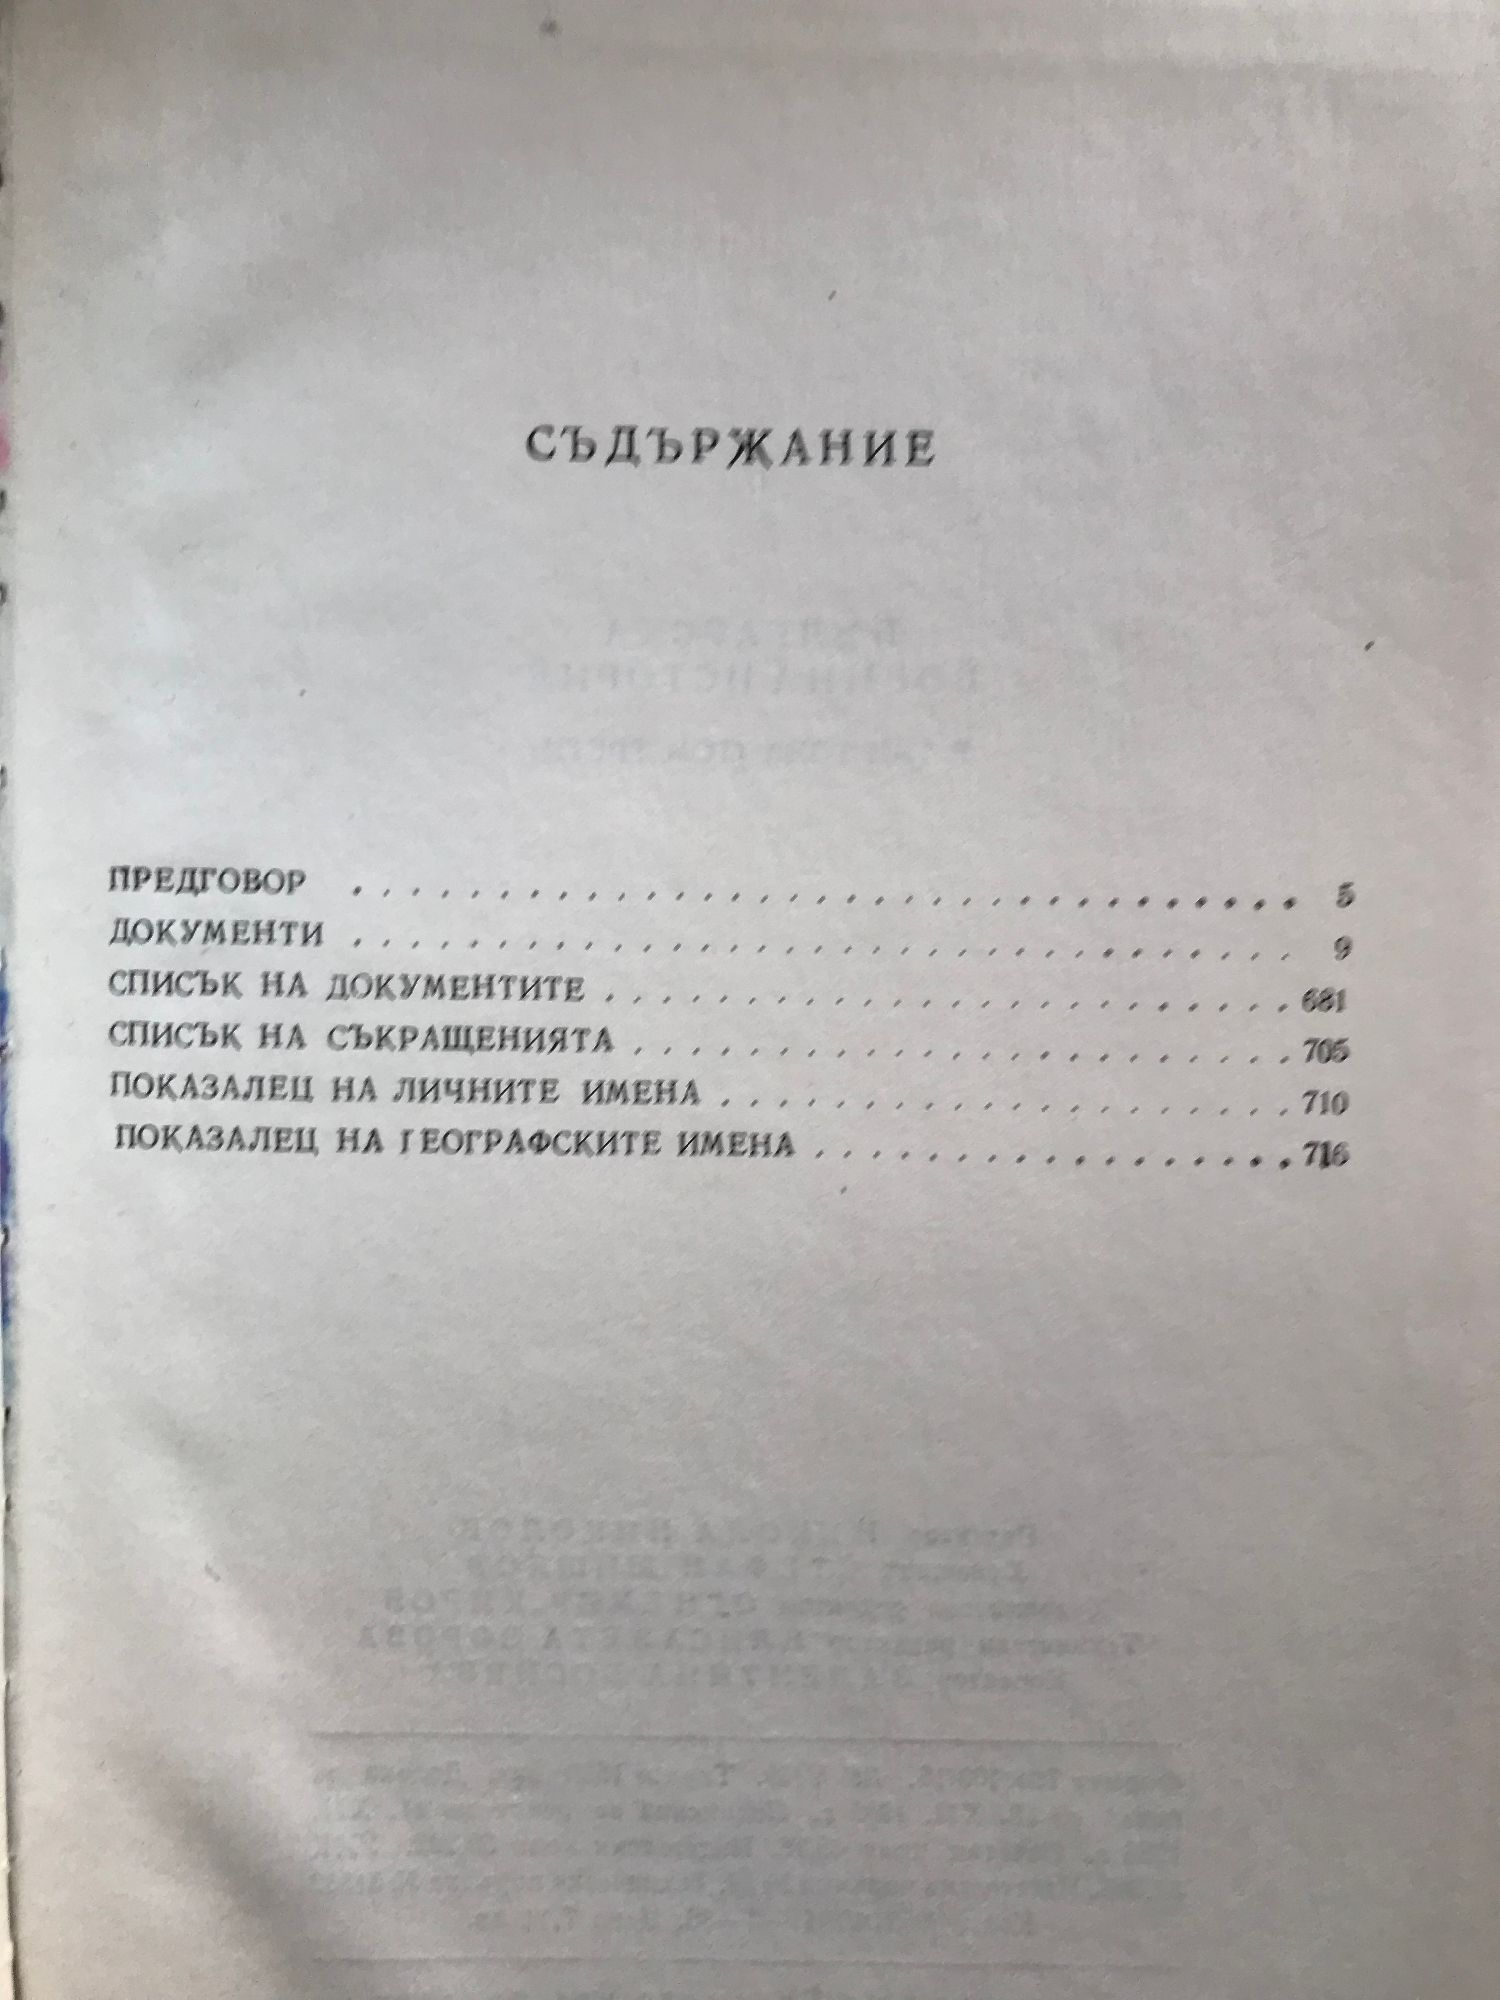 СЪДЪРЖАНИЕ
ПРЕДГОВОР . . . . . . . . . . . . . . . . . . . . . . . . . . . . . . . . . 5
ДОКУМЕНТИ . . . . . . . . . . . . . . . . . . . . . . . . . . . . . . . . . 9
СПИСЪК НА ДОКУМЕНТИТЕ . . . . . . . . . . . . . . . . . . . . . . . . 681
СПИСЪК НА СЪКРАЩЕНИЯТА . . . . . . . . . . . . . . . . . . . . . . . 705
ПОКАЗАЛЕЦ НА ЛИЧНИТЕ ИМЕНА . . . . . . . . . . . . . . . . . . . . 710
ПОКАЗАЛЕЦ НА ГЕОГРАФСКИТЕ ИМЕНА . . . . . . . . . . . . . . . . . 716